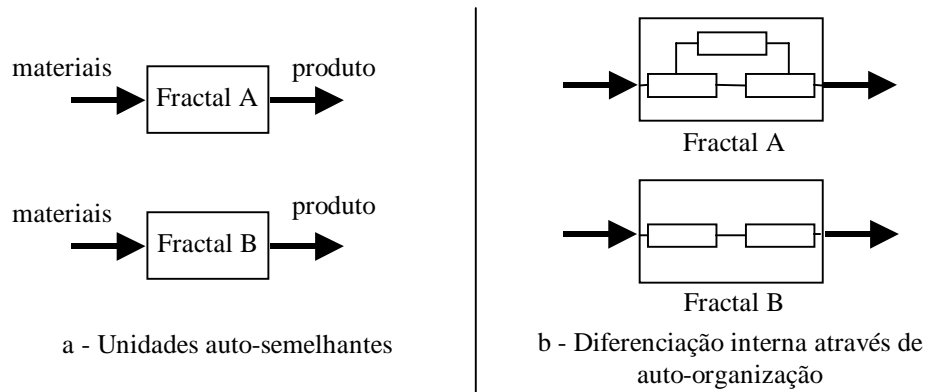 materiais
produto
Fractal A
materiais
produto
Fractal B
a - Unidades auto-semelhantes
Fractal A
Fractal B
b - Diferenciação interna através de
auto-organização